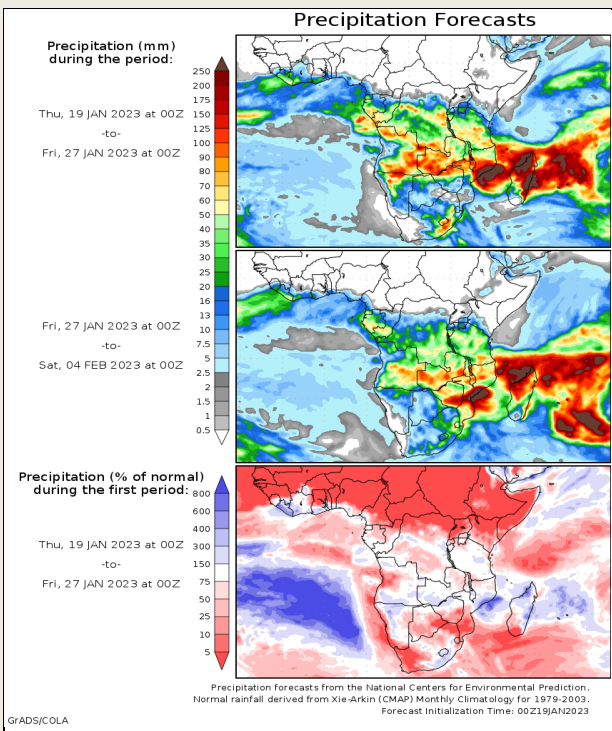 Precipitation Forecasts
Precipitation (mm)
during the period:
Thu, 19 JAN 2023 at 00Z
-to-
Fri, 27 JAN 2023 at 00Z
250
200
175
150
125
100
90
80
70
60
50
40
35
30
25
20
16
13
10
7.5
5
2.5
2
1.5
1
0.5
Fri, 27 JAN 2023 at 00Z
-to-
Sat, 04 FEB 2023 at 00Z
Precipitation (% of normal)
during the first period:
Thu, 19 JAN 2023 at 00Z
-to-
Fri, 27 JAN 2023 at 00Z
800
600
400
300
150
75
50
25
10
5
Precipitation forecasts from the National Centers for Environmental Prediction.
Normal rainfall derived from Xie-Arkin (CMAP) Monthly Climatology for 1979-2003.
Forecast Initialization Time: 00Z19JAN2023
GrADS/COLA